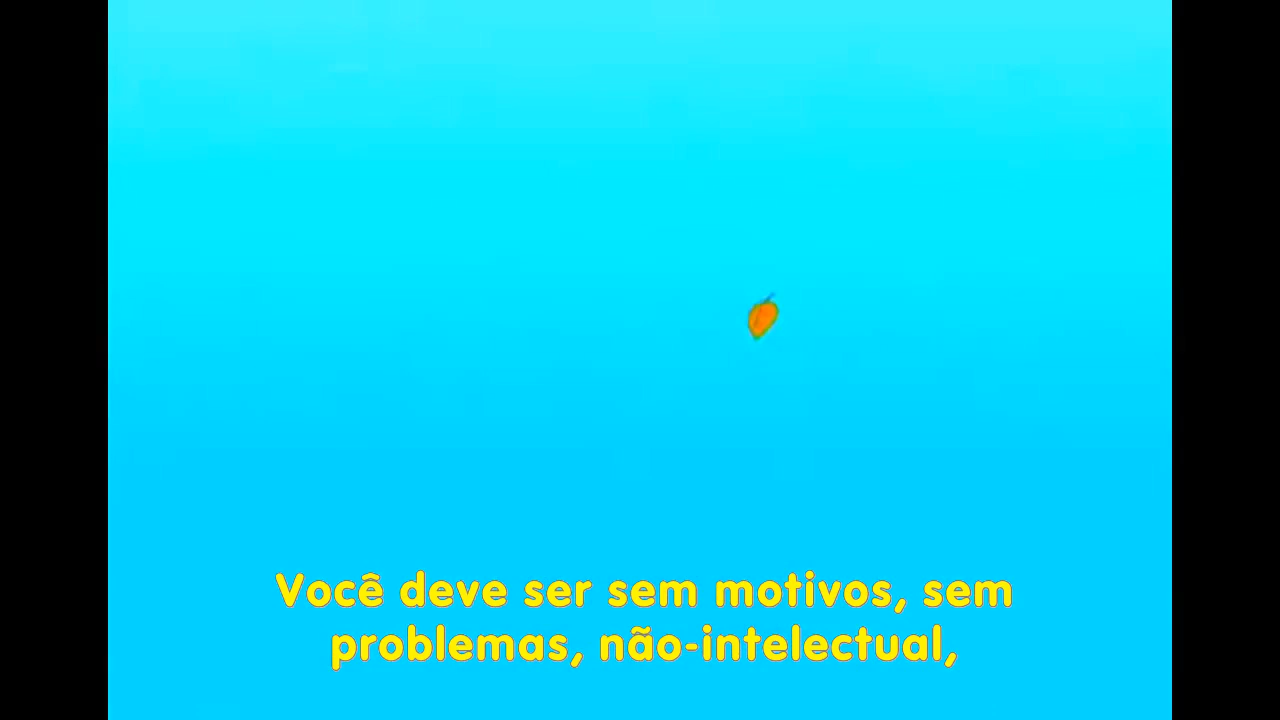 Você deve ser sem motivos, sem
problemas, não-intelectual,